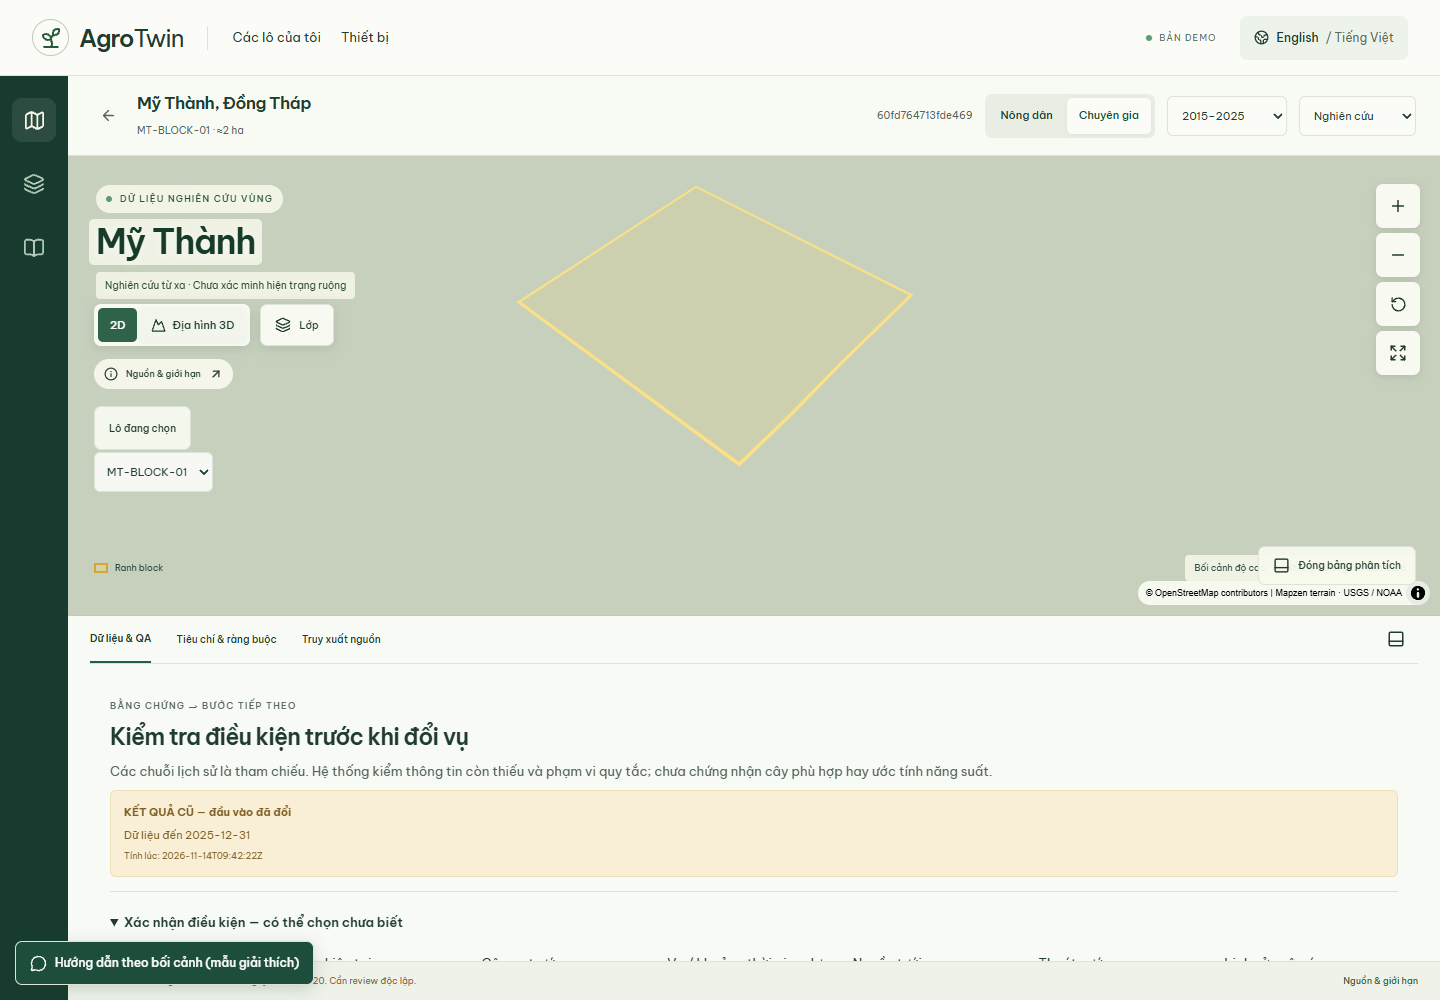 AgroTwin
Các lô của tôi
Thiết bị
BẢN DEMO
English / Tiếng Việt
Mỹ Thành, Đồng Tháp
MT-BLOCK-01 · ≈2 ha
60fd764713fde469
Nông dân
Chuyên gia
2015–2025
Nghiên cứu
DỮ LIỆU NGHIÊN CỨU VÙNG
Mỹ Thành
Nghiên cứu từ xa · Chưa xác minh hiện trạng ruộng
2D
Địa hình 3D
Lớp
Nguồn & giới hạn
Lô đang chọn
MT-BLOCK-01
Ranh block
Bối cảnh độ
Đóng bảng phân tích
© OpenStreetMap contributors | Mapzen terrain · USGS / NOAA
Dữ liệu & QA
Tiêu chí & ràng buộc
Truy xuất nguồn
BẰNG CHỨNG → BƯỚC TIẾP THEO
Kiểm tra điều kiện trước khi đổi vụ
Các chuỗi lịch sử là tham chiếu. Hệ thống kiểm thông tin còn thiếu và phạm vi quy tắc; chưa chứng nhận cây phù hợp hay ước tính năng suất.
KẾT QUẢ CŨ — đầu vào đã đổi
Dữ liệu đến 2025-12-31
Tính lúc: 2026-11-14T09:42:22Z
▼ Xác nhận điều kiện — có thể chọn chưa biết
Hướng dẫn theo bối cảnh (mẫu giải thích)
20. Cần review độc lập.
Nguồn & giới hạn